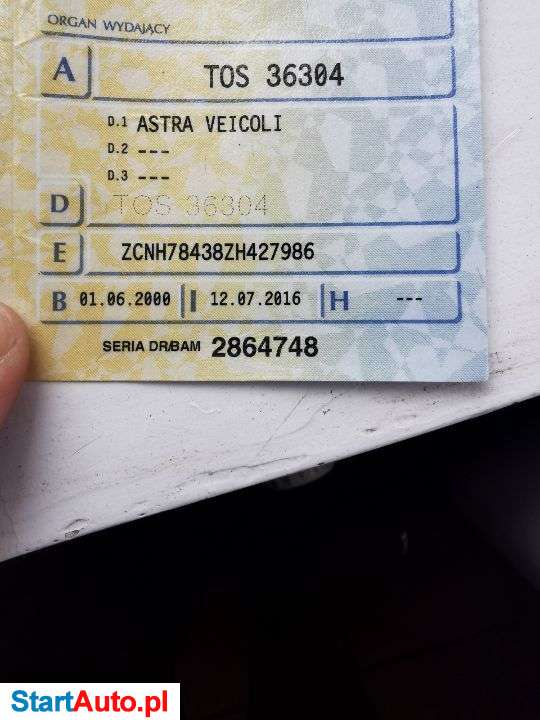 ORGAN WYDAJĄCY
A TOS 36304
D.1 ASTRA VEICOLI
D.2 ---
D.3 ---
D TOS 36304
E ZCNH78438ZH427986
B 01.06.2000 I 12.07.2016 H ---
SERIA DR/BAM 2864748
StartAuto.pl